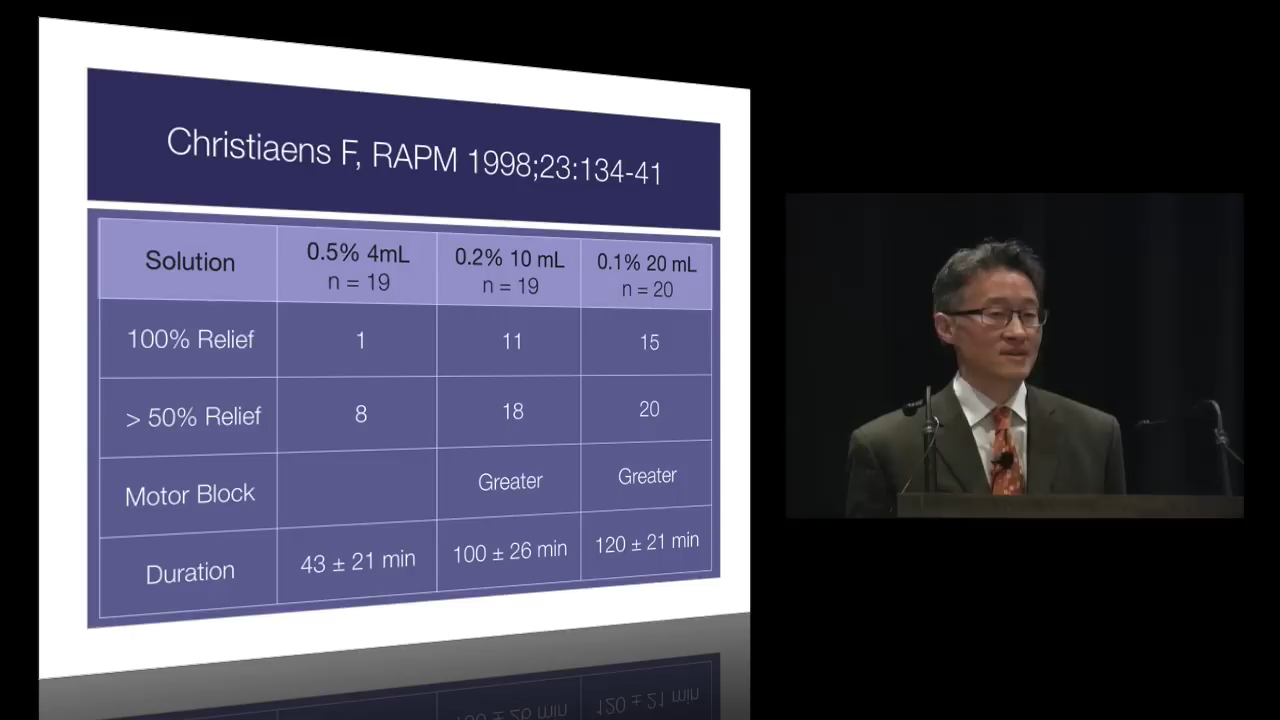 Christiaens F, RAPM 1998;23:134-41
Solution
0.5% 4mL
n = 19
0.2% 10 mL
n = 19
0.1% 20 mL
n = 20
100% Relief
1
11
15
> 50% Relief
8
18
20
Motor Block
Greater
Greater
Duration
43 ± 21 min
100 ± 26 min
120 ± 21 min